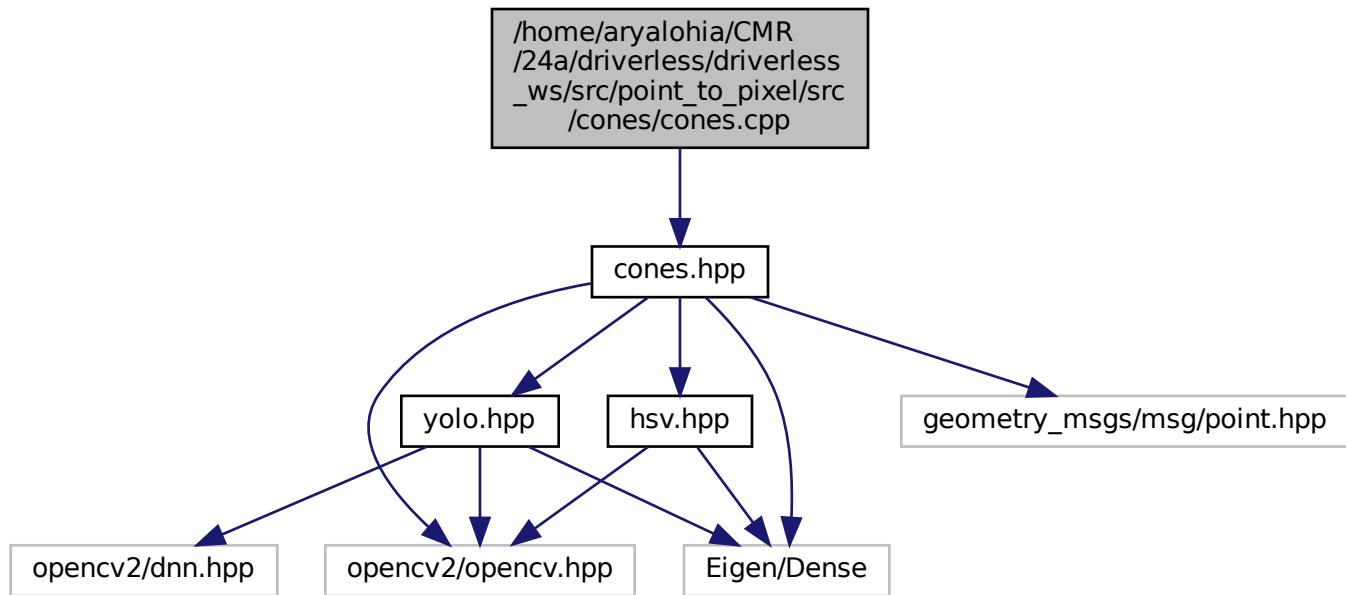 /home/aryalohia/CMR
/24a/driverless/driverless
_ws/src/point_to_pixel/src
/cones/cones.cpp
cones.hpp
yolo.hpp
hsv.hpp
geometry_msgs/msg/point.hpp
opencv2/dnn.hpp
opencv2/opencv.hpp
Eigen/Dense